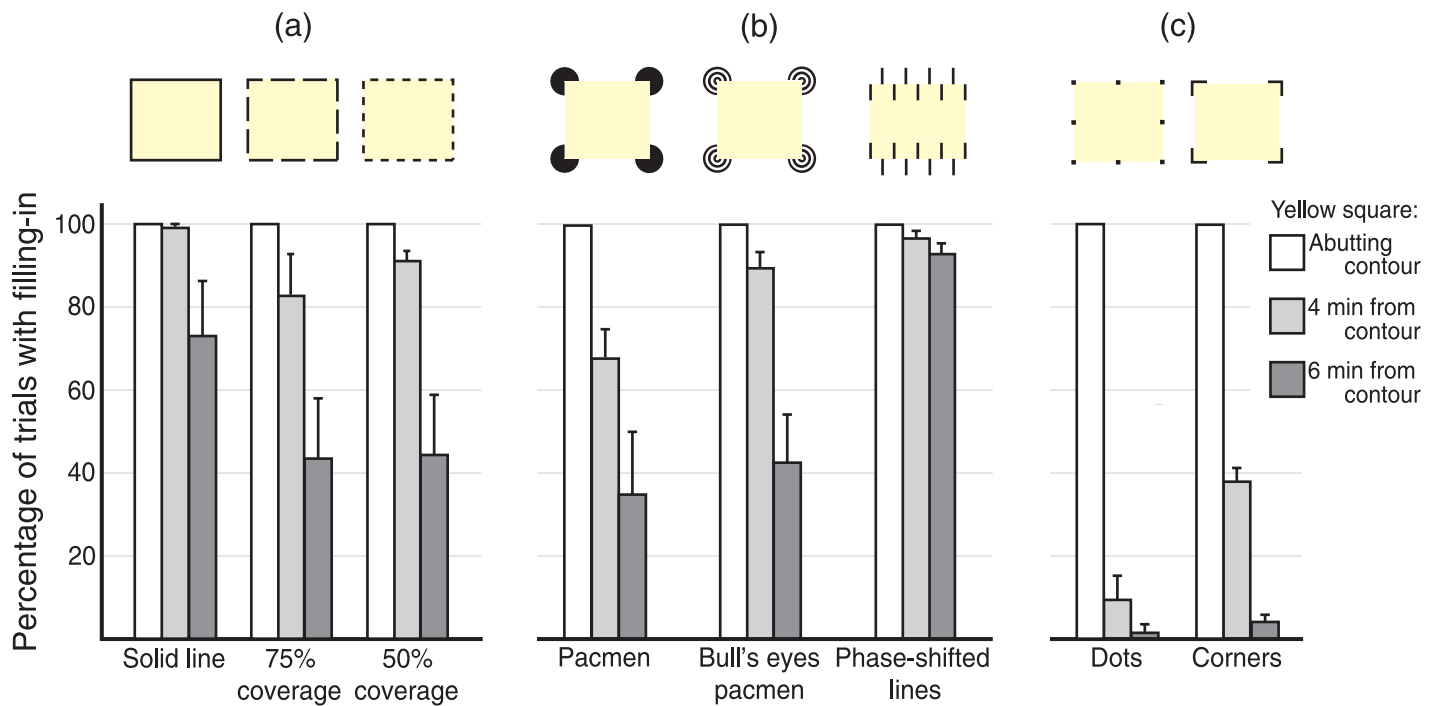 (a)
(b)
(c)
Percentage of trials with filling-in
100
80
60
40
20
Yellow square:
Abutting
contour
4 min from
contour
6 min from
contour
Solid line
75%
coverage
50%
coverage
Pacmen
Bull's eyes
pacmen
Phase-shifted
lines
Dots
Corners